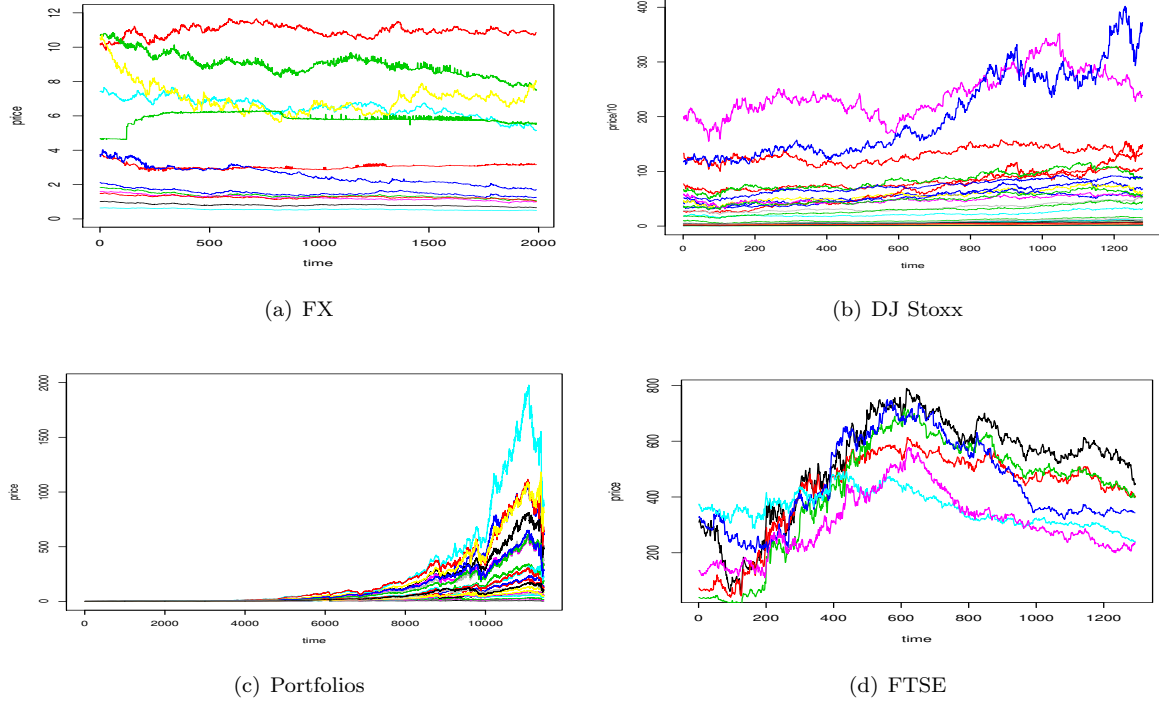 12
10
8
6
4
2
0
price
0 500 1000 1500 2000
time
(a) FX
400
300
200
100
0
price/10
0 200 400 600 800 1000 1200
time
(b) DJ Stoxx
2000
1500
1000
500
0
price
0 2000 4000 6000 8000 10000
time
(c) Portfolios
800
600
400
200
price
0 200 400 600 800 1000 1200
time
(d) FTSE